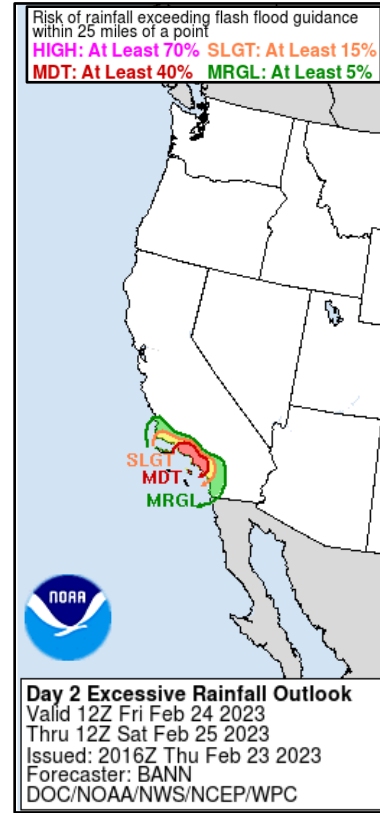 Risk of rainfall exceeding flash flood guidance
within 25 miles of a point
HIGH: At Least 70% SLGT: At Least 15%
MDT: At Least 40% MRGL: At Least 5%
SLGT
MDT
MRGL
NOAA
Day 2 Excessive Rainfall Outlook
Valid 12Z Fri Feb 24 2023
Thru 12Z Sat Feb 25 2023
Issued: 2016Z Thu Feb 23 2023
Forecaster: BANN
DOC/NOAA/NWS/NCEP/WPC